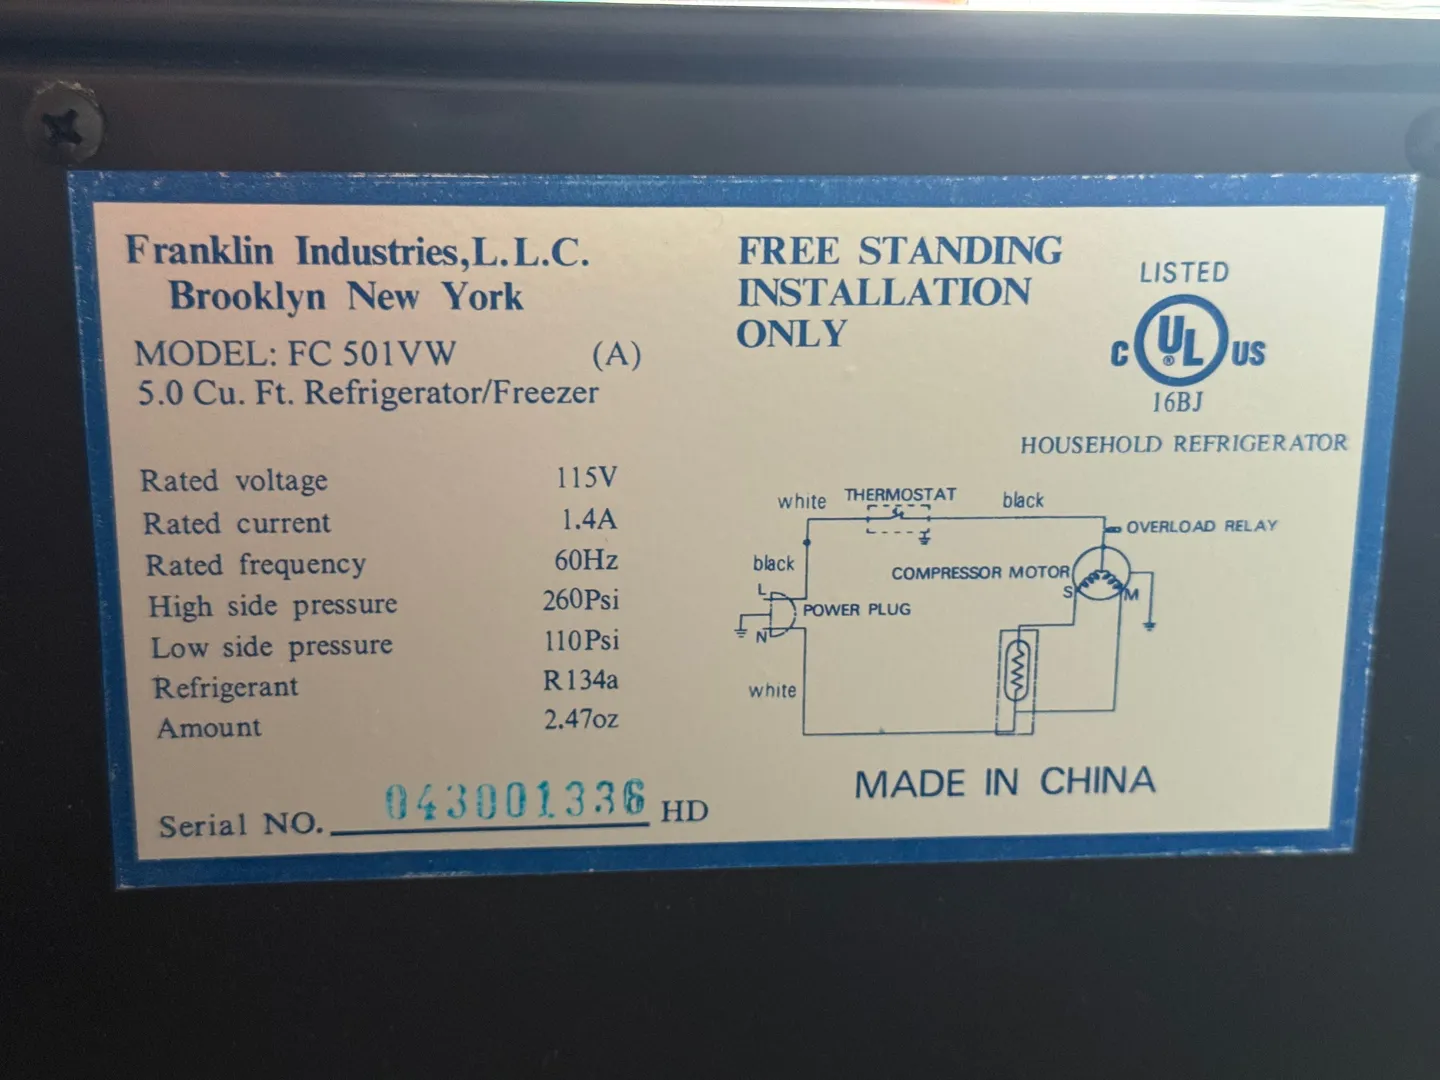 Franklin Industries,L.L.C.
Brooklyn New York
MODEL: FC 501VW (A)
5.0 Cu. Ft. Refrigerator/Freezer
Rated voltage 115V
Rated current 1.4A
Rated frequency 60Hz
High side pressure 260Psi
Low side pressure 110Psi
Refrigerant R134a
Amount 2.47oz
Serial NO. 043001336 HD
FREE STANDING
INSTALLATION
ONLY
LISTED
C UL® US
16BJ
HOUSEHOLD REFRIGERATOR
white THERMOSTAT black
OVERLOAD RELAY
black
COMPRESSOR MOTOR
S M
L
POWER PLUG
N
white
MADE IN CHINA